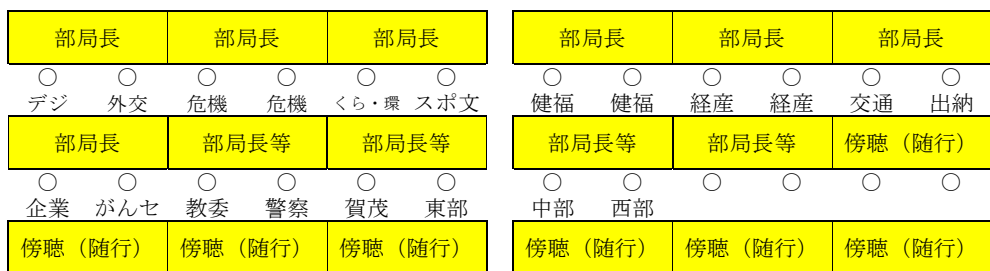 部局長 部局長 部局長 部局長 部局長 部局長
○ ○ ○ ○ ○ ○ ○ ○ ○ ○ ○ ○
デジ 外交 危機 危機 くら・環 スポ文 健福 健福 経産 経産 交通 出納
部局長 部局長等 部局長等 部局長等 部局長等 傍聴（随行）
○ ○ ○ ○ ○ ○ ○ ○ ○ ○ ○ ○
企業 がんセ 教委 警察 賀茂 東部 中部 西部
傍聴（随行） 傍聴（随行） 傍聴（随行） 傍聴（随行） 傍聴（随行） 傍聴（随行）